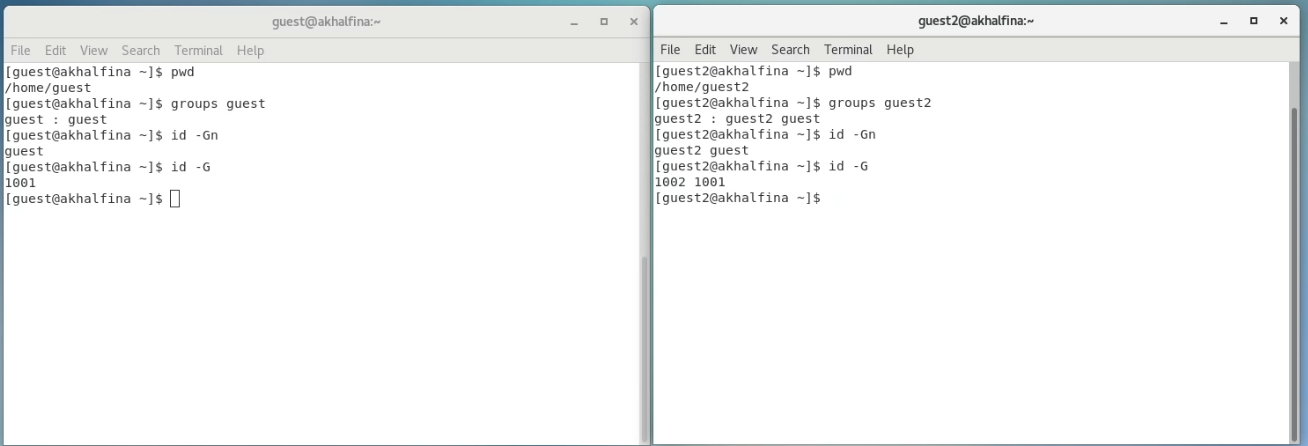 guest@akhalfina:~
File Edit View Search Terminal Help
[guest@akhalfina ~]$ pwd
/home/guest
[guest@akhalfina ~]$ groups guest
guest : guest
[guest@akhalfina ~]$ id -Gn
guest
[guest@akhalfina ~]$ id -G
1001
[guest@akhalfina ~]$
guest2@akhalfina:~
File Edit View Search Terminal Help
[guest2@akhalfina ~]$ pwd
/home/guest2
[guest2@akhalfina ~]$ groups guest2
guest2 : guest2 guest
[guest2@akhalfina ~]$ id -Gn
guest2 guest
[guest2@akhalfina ~]$ id -G
1002 1001
[guest2@akhalfina ~]$